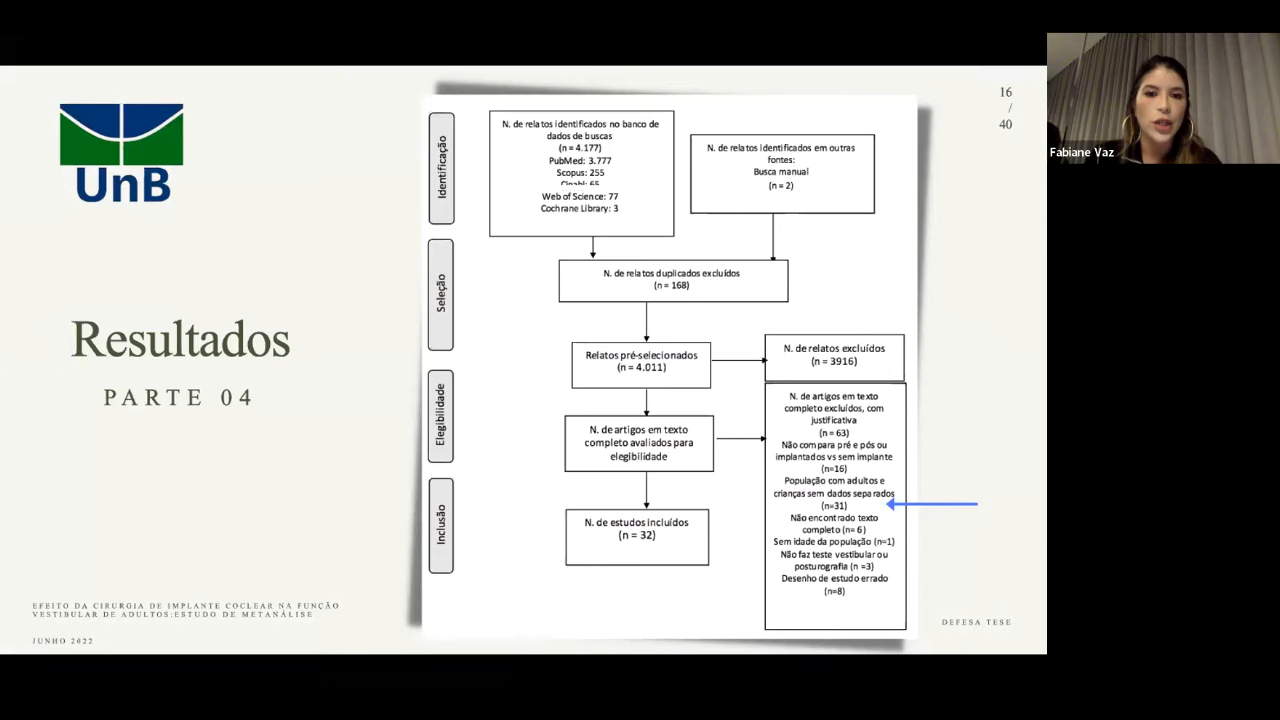 UnB
Resultados
PARTE 04
EFEITO DA CIRURGIA DE IMPLANTE COCLEAR NA FUNÇÃO
VESTIBULAR DE ADULTOS:ESTUDO DE METANÁLISE
JUNHO 2022
Identificação
Seleção
Elegibilidade
Inclusão
N. de relatos identificados no banco de
dados de buscas
(n = 4.177)
PubMed: 3.777
Scopus: 255
Cinahl: 65
Web of Science: 77
Cochrane Library: 3
N. de relatos identificados em outras
fontes:
Busca manual
(n = 2)
N. de relatos duplicados excluídos
(n = 168)
Relatos pré-selecionados
(n = 4.011)
N. de relatos excluídos
(n = 3916)
N. de artigos em texto
completo avaliados para
elegibilidade
N. de artigos em texto
completo excluídos, com
justificativa
(n = 63)
Não compara pré e pós ou
implantados vs sem implante
(n=16)
População com adultos e
crianças sem dados separados
(n=31)
Não encontrado texto
completo (n= 6)
Sem idade da população (n=1)
Não faz teste vestibular ou
posturografia (n =3)
Desenho de estudo errado
(n=8)
N. de estudos incluídos
(n = 32)
16
/
40
DEFESA TESE
Fabiane Vaz